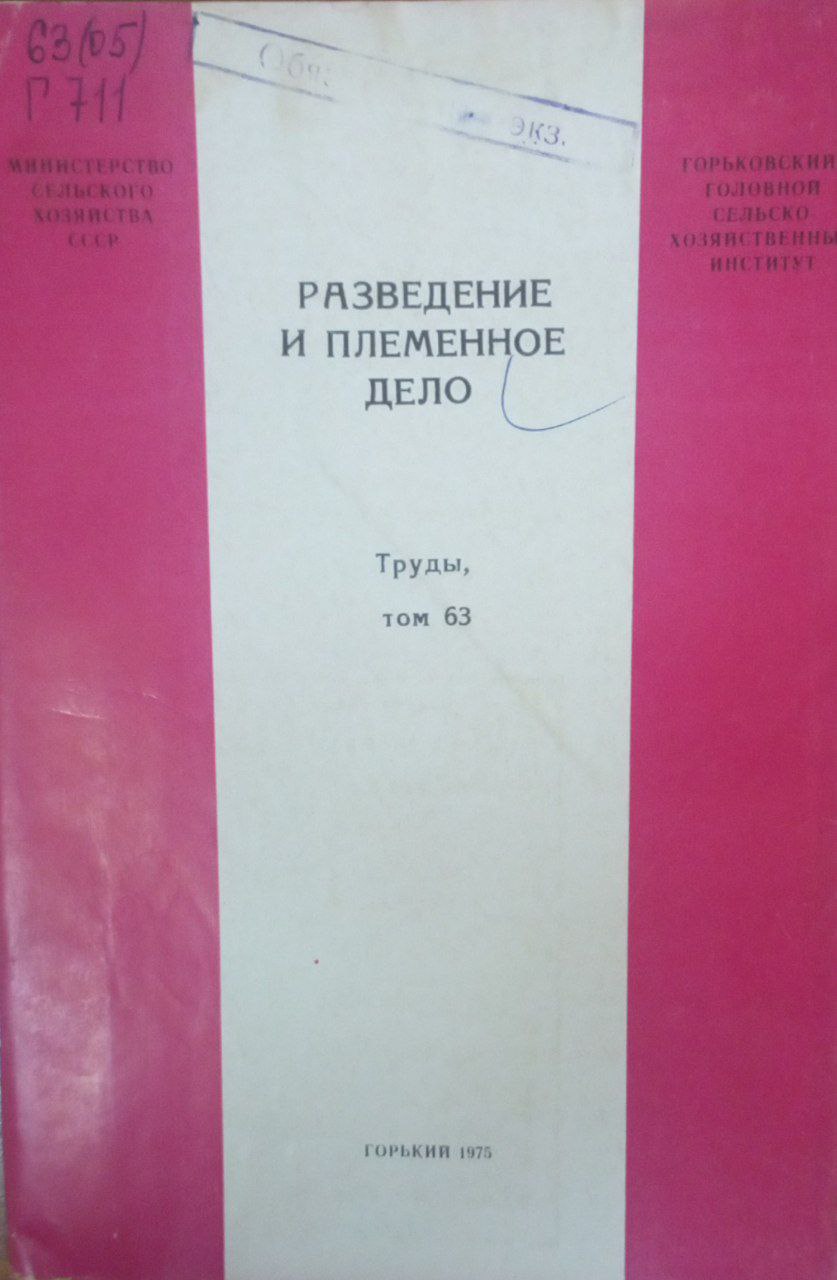 63(05)
Г 711
экз.
МИНИСТЕРСТВО
СЕЛЬСКОГО
ХОЗЯЙСТВА
СССР
ГОРЬКОВСКИЙ
ГОЛОВНОЙ
СЕЛЬСКО
ХОЗЯЙСТВЕННЫ
ИНСТИТУТ
РАЗВЕДЕНИЕ
И ПЛЕМЕННОЕ
ДЕЛО
Труды,
том 63
ГОРЬКИЙ 1975